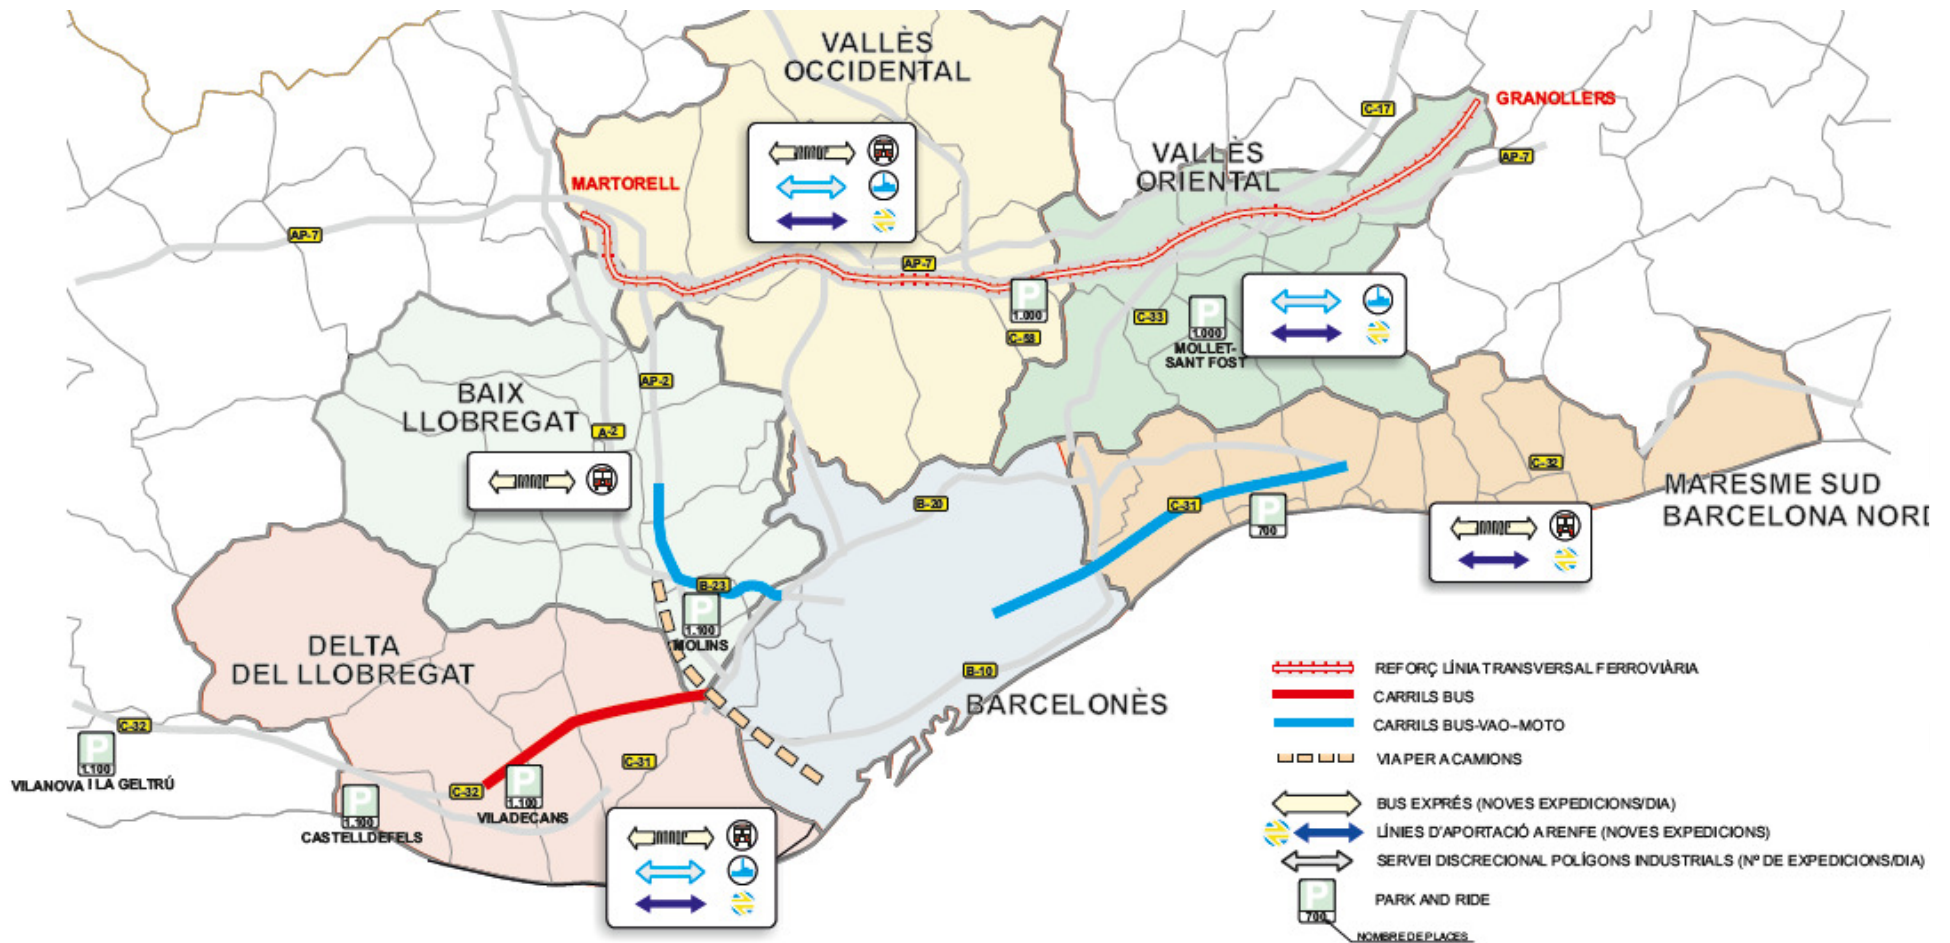 VALLÈS
OCCIDENTAL
C-17
GRANOLLERS
VALLÈS
ORIENTAL
AP-7
MARTORELL
AP-7
AP-7
P
1.000
C-58
C-33
P
1.000
MOLLET-
SANT FOST
BAIX
LLOBREGAT
AP-2
A-2
C-32
MARESME SUD
BARCELONA NORD
B-20
C-31
P
700
B-23
P
1.100
MOLINS
DELTA
DEL LLOBREGAT
B-10
BARCELONÈS
C-32
P
1.100
VILANOVA I LA GELTRÚ
C-31
C-32
P
1.100
VILADECANS
P
1.100
CASTELLDEFELS
REFORÇ LÍNIA TRANSVERSAL FERROVIÀRIA
CARRILS BUS
CARRILS BUS-VAO-MOTO
VIA PER A CAMIONS
BUS EXPRÉS (NOVES EXPEDICIONS/DIA)
LÍNIES D'APORTACIÓ A RENFE (NOVES EXPEDICIONS)
SERVEI DISCRECIONAL POLÍGONS INDUSTRIALS (Nº DE EXPEDICIONS/DIA)
P
700
PARK AND RIDE
NOMBRE DE PLACES